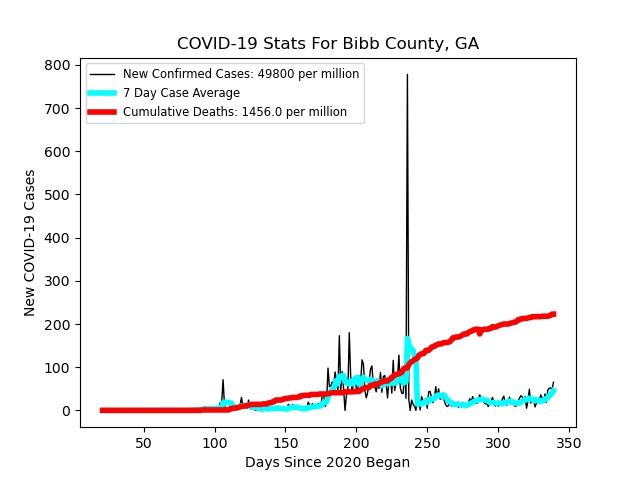 COVID-19 Stats For Bibb County, GA
New Confirmed Cases: 49800 per million
7 Day Case Average
Cumulative Deaths: 1456.0 per million
800
700
600
500
400
300
200
100
0
New COVID-19 Cases
50 100 150 200 250 300 350
Days Since 2020 Began